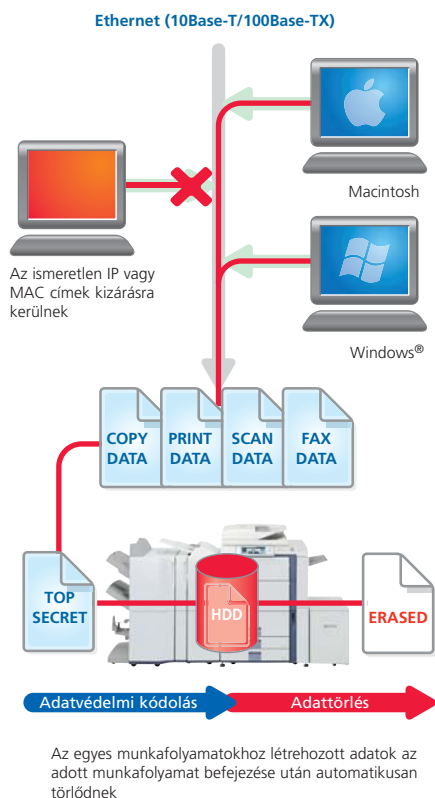 Ethernet (10Base-T/100Base-TX)
Macintosh
Az ismeretlen IP vagy
MAC címek kizárásra
kerülnek
Windows®
COPY
DATA
PRINT
DATA
SCAN
DATA
FAX
DATA
TOP
SECRET
HDD
ERASED
Adatvédelmi kódolás
Adattörlés
Az egyes munkafolyamatokhoz létrehozott adatok az
adott munkafolyamat befejezése után automatikusan
törlődnek